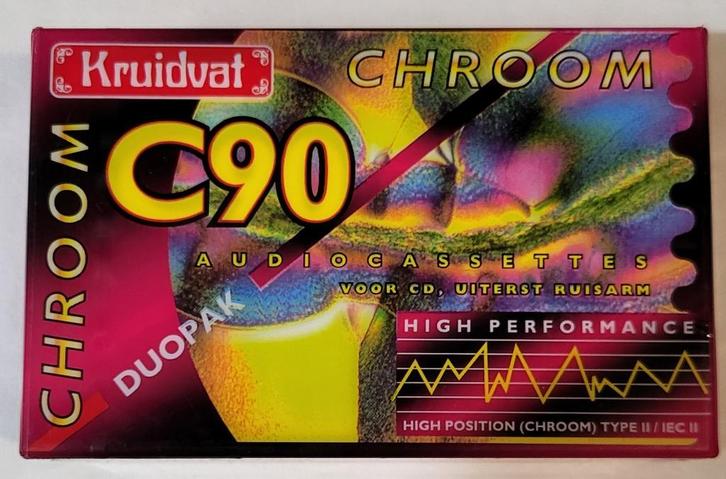 Kruidvat
CHROOM
CHROOM
C90
AUDIOCASSETTES
VOOR CD, UITERST RUISARM
DUOPAK
HIGH PERFORMANCE
HIGH POSITION (CHROOM) TYPE II / IEC II